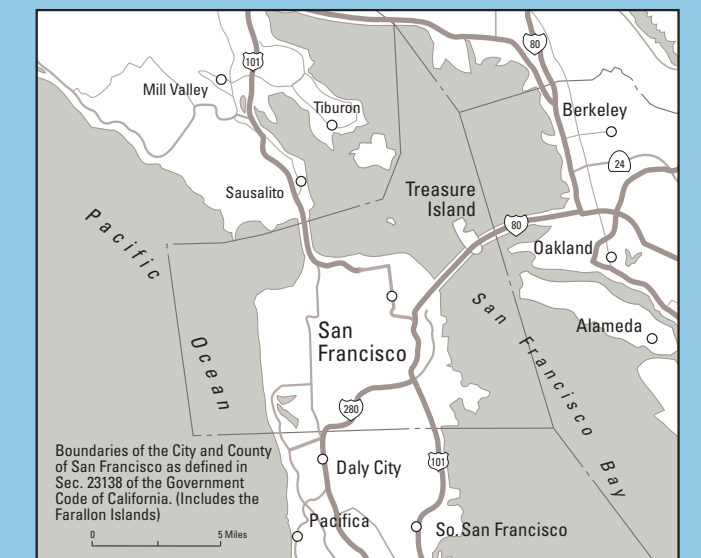 80
101
Mill Valley
Tiburon
Berkeley
24
Sausalito
Treasure
Island
Pacific
Ocean
80
Oakland
San Francisco Bay
San
Francisco
Alameda
280
Boundaries of the City and County
of San Francisco as defined in
Sec. 23138 of the Government
Code of California. (Includes the
Farallon Islands)
Daly City
101
0 5 Miles
Pacifica
So. San Francisco